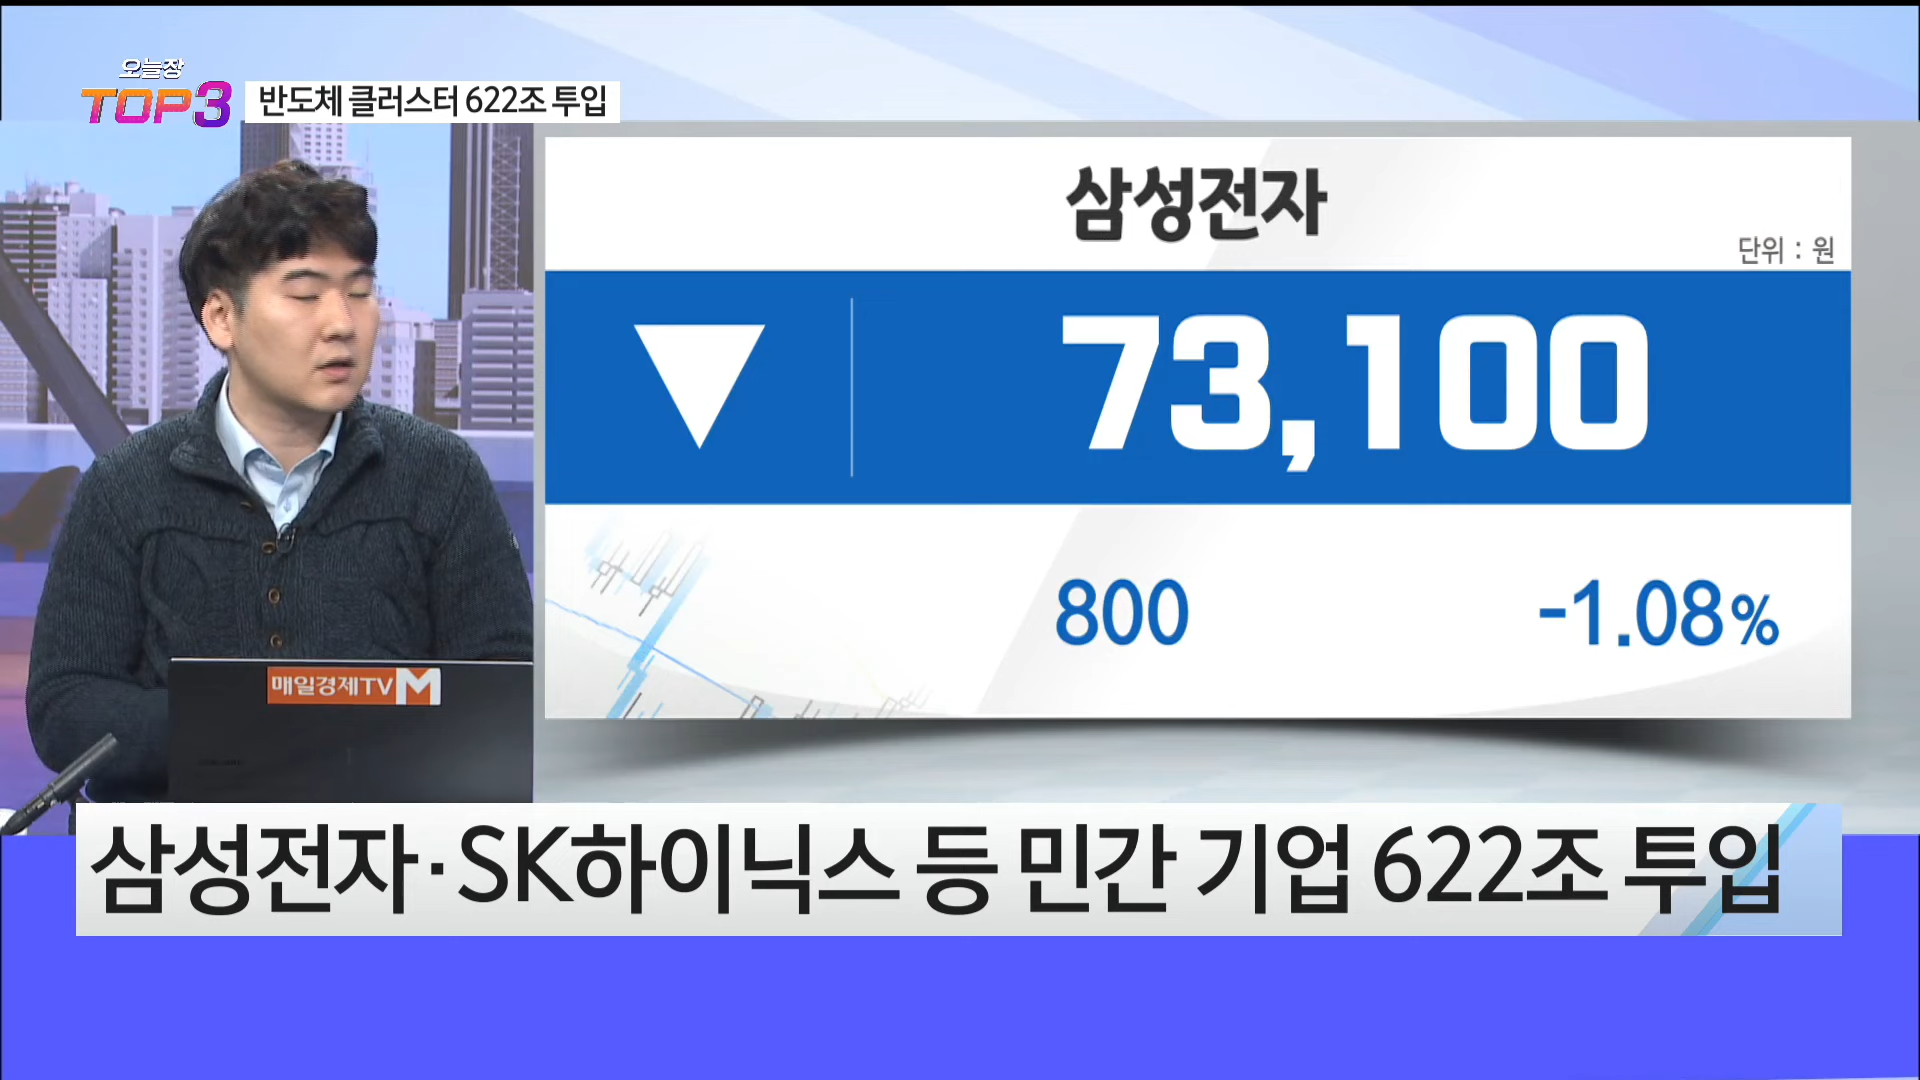 오늘장
TOP3
반도체 클러스터 622조 투입
삼성전자
단위 : 원
73,100
800
-1.08%
매일경제TV M
삼성전자·SK하이닉스 등 민간 기업 622조 투입